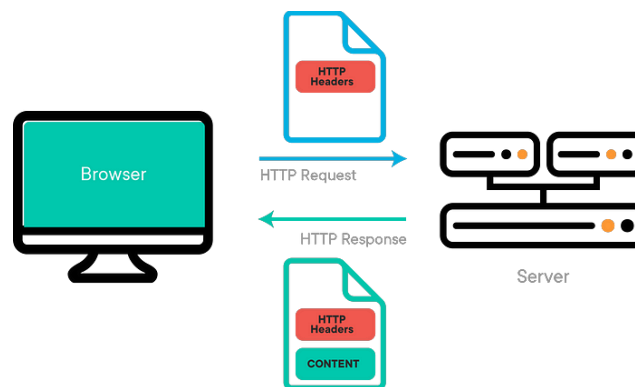 HTTP
Headers
Browser
HTTP Request
HTTP Response
Server
HTTP
Headers
CONTENT